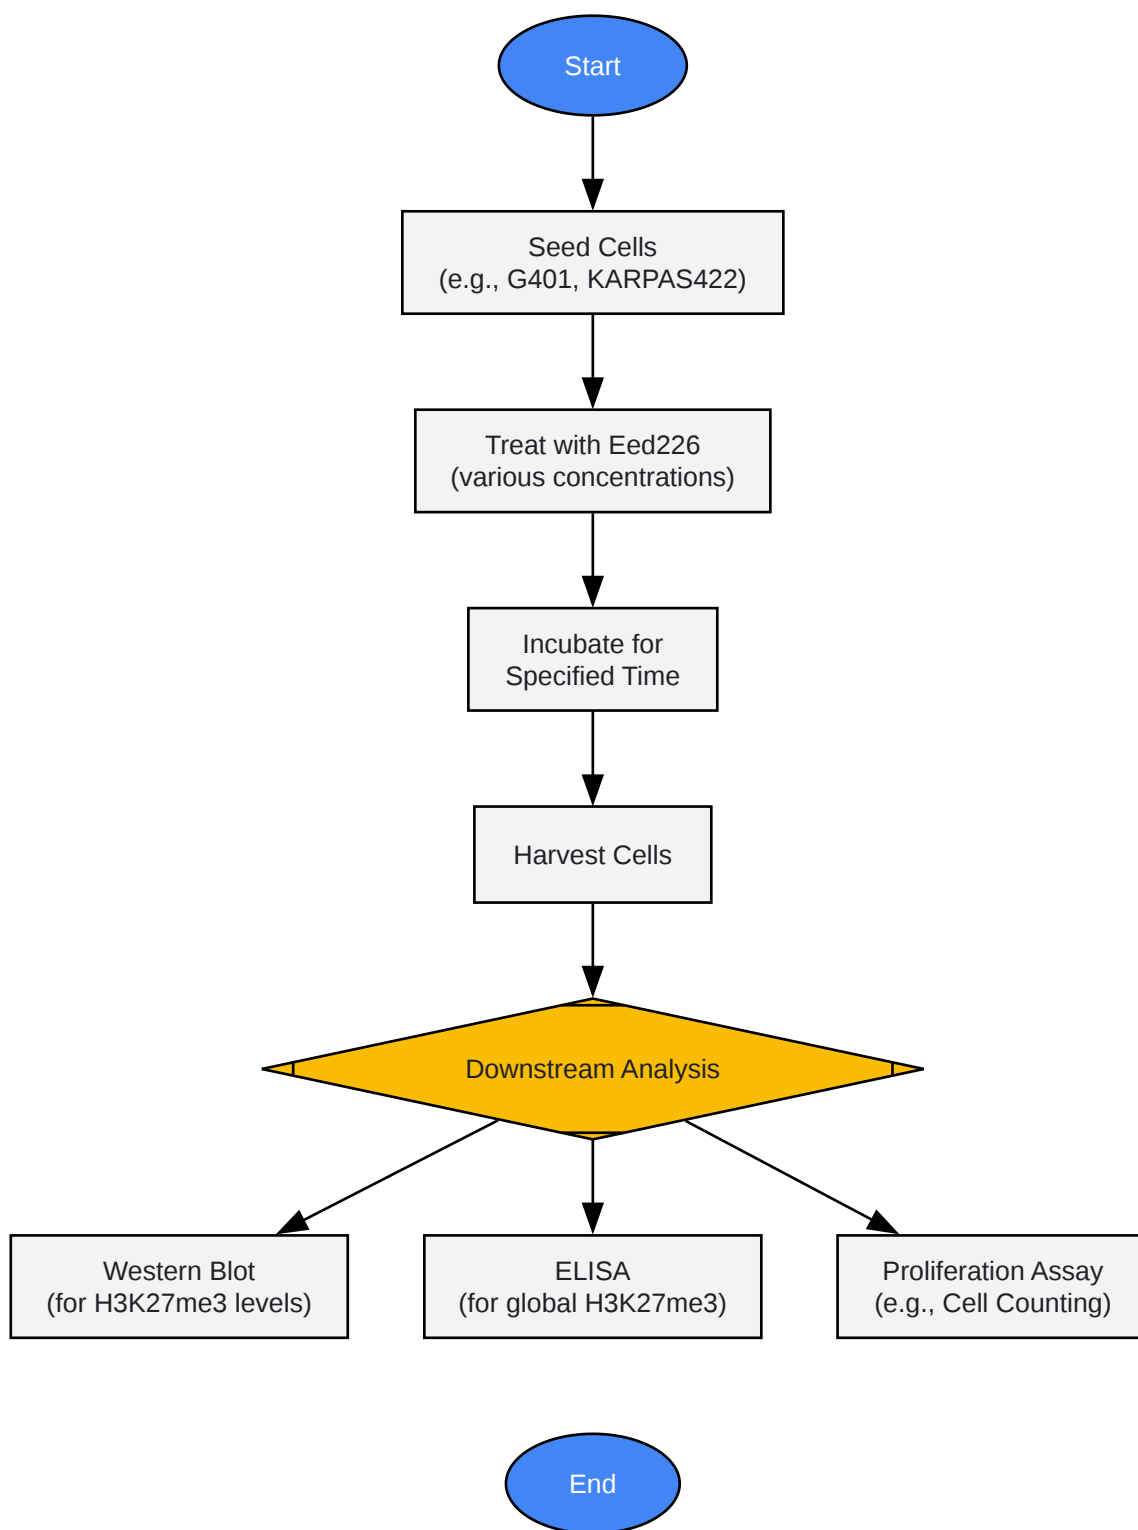 Start
Seed Cells
(e.g., G401, KARPAS422)
Treat with Eed226
(various concentrations)
Incubate for
Specified Time
Harvest Cells
Downstream Analysis
Western Blot
(for H3K27me3 levels)
ELISA
(for global H3K27me3)
Proliferation Assay
(e.g., Cell Counting)
End